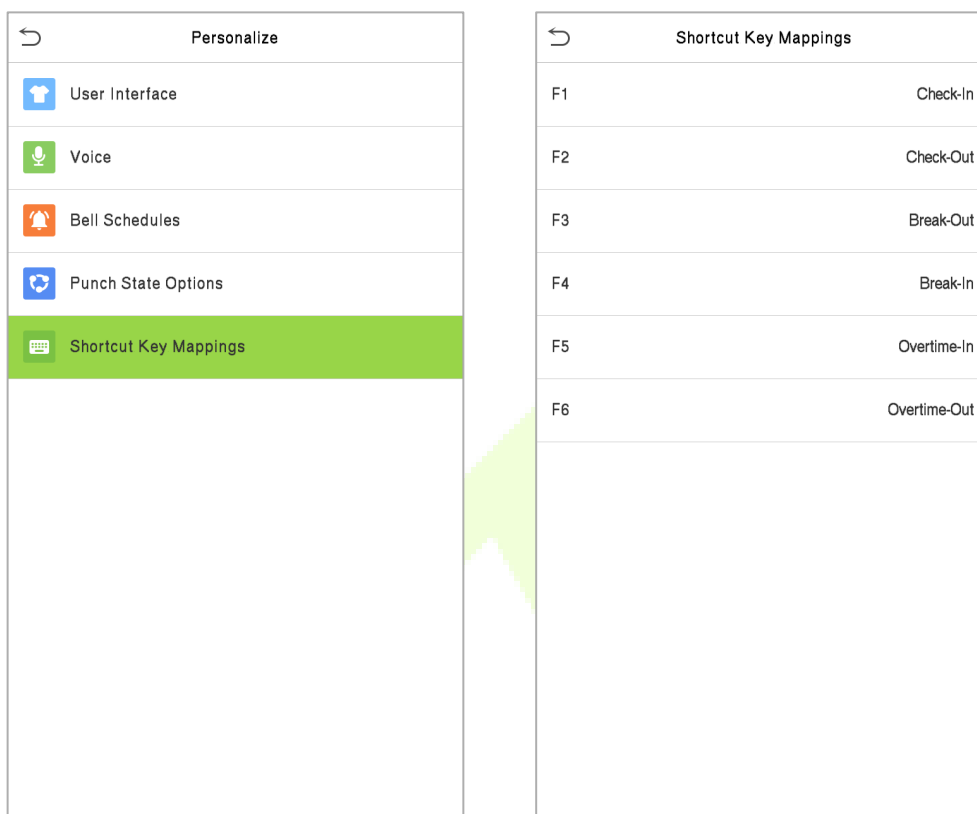 Personalize
User Interface
Voice
Bell Schedules
Punch State Options
Shortcut Key Mappings
Shortcut Key Mappings
F1 Check-In
F2 Check-Out
F3 Break-Out
F4 Break-In
F5 Overtime-In
F6 Overtime-Out